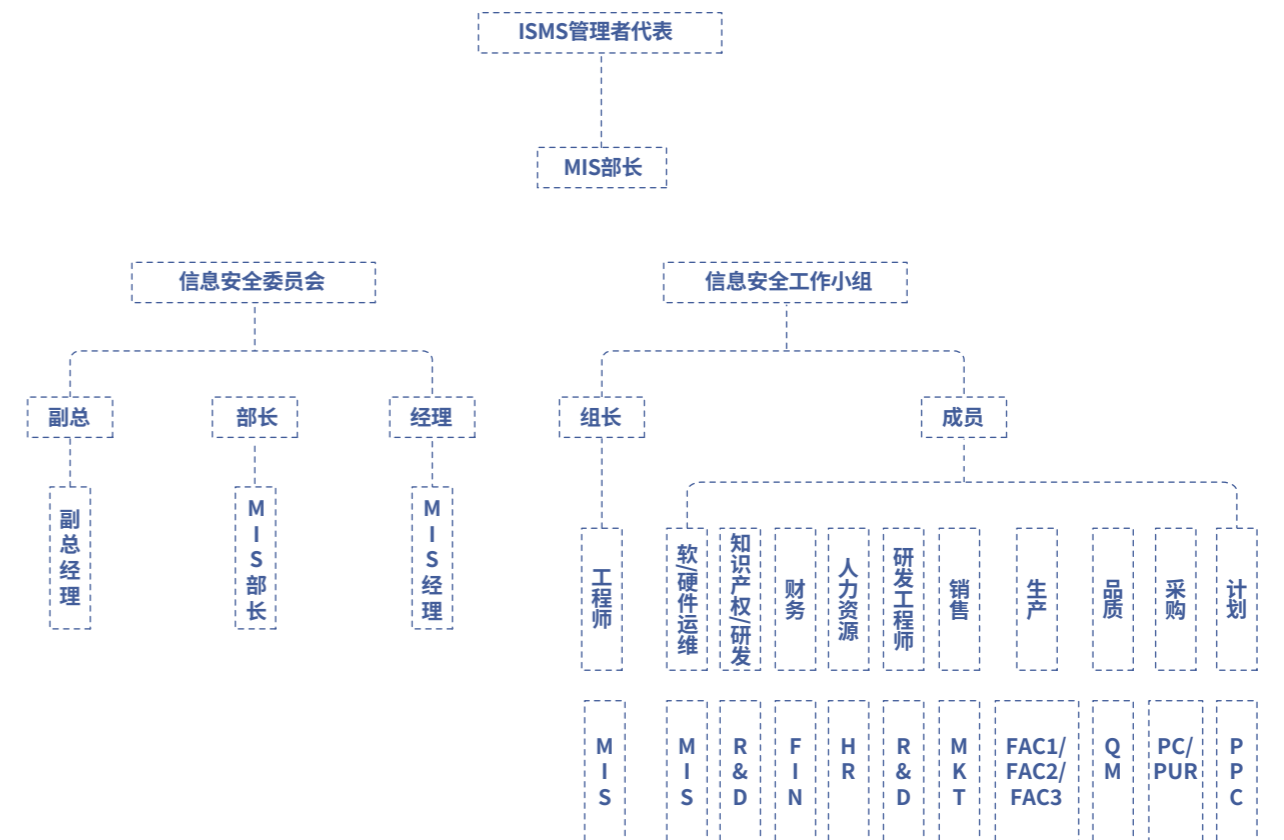 ISMS管理者代表
MIS部长
信息安全委员会
信息安全工作小组
副总
部长
经理
组长
成员
副总经理
MIS部长
MIS经理
工程师
软/硬件运维
知识产权/研发
财务
人力资源
研发工程师
销售
生产
品质
采购
计划
MIS
MIS
R&D
FIN
HR
R&D
MKT
FAC1/
FAC2/
FAC3
QM
PC/
PUR
PPC